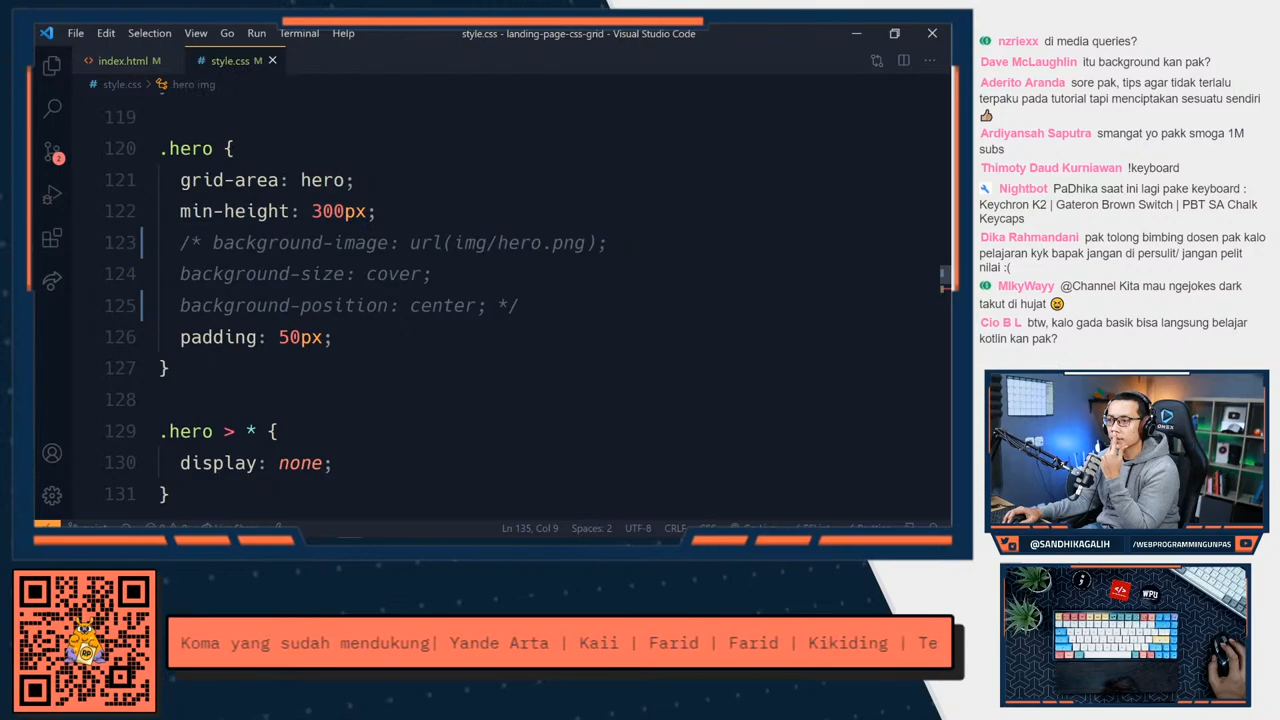 File Edit Selection View Go Run Terminal Help
style.css - landing-page-css-grid - Visual Studio Code
index.html M
style.css M
style.css > .hero img
119
120 .hero {
121 grid-area: hero;
122 min-height: 300px;
123 /* background-image: url(img/hero.png);
124 background-size: cover;
125 background-position: center; */
126 padding: 50px;
127 }
128
129 .hero > * {
130 display: none;
131 }
2
Ln 135, Col 9 Spaces: 2 UTF-8 CRLF
nzriexx di media queries?
Dave McLaughlin itu background kan pak?
Aderito Aranda sore pak, tips agar tidak terlalu
terpaku pada tutorial tapi menciptakan sesuatu sendiri
Ardiyansah Saputra smangat yo pakk smoga 1M
subs
Thimoty Daud Kurniawan !keyboard
Nightbot PaDhika saat ini lagi pake keyboard :
Keychron K2 | Gateron Brown Switch | PBT SA Chalk
Keycaps
Dika Rahmandani pak tolong bimbing dosen pak kalo
pelajaran kyk bapak jangan di persulit/ jangan pelit
nilai :(
MlkyWayy @Channel Kita mau ngejokes dark
takut di hujat
Cio B L btw, kalo gada basik bisa langsung belajar
kotlin kan pak?
@SANDHIKAGALIH
/WEBPROGRAMMINGUNPAS
WPU
Koma yang sudah mendukung| Yande Arta | Kaii | Farid | Farid | Kikiding | Te